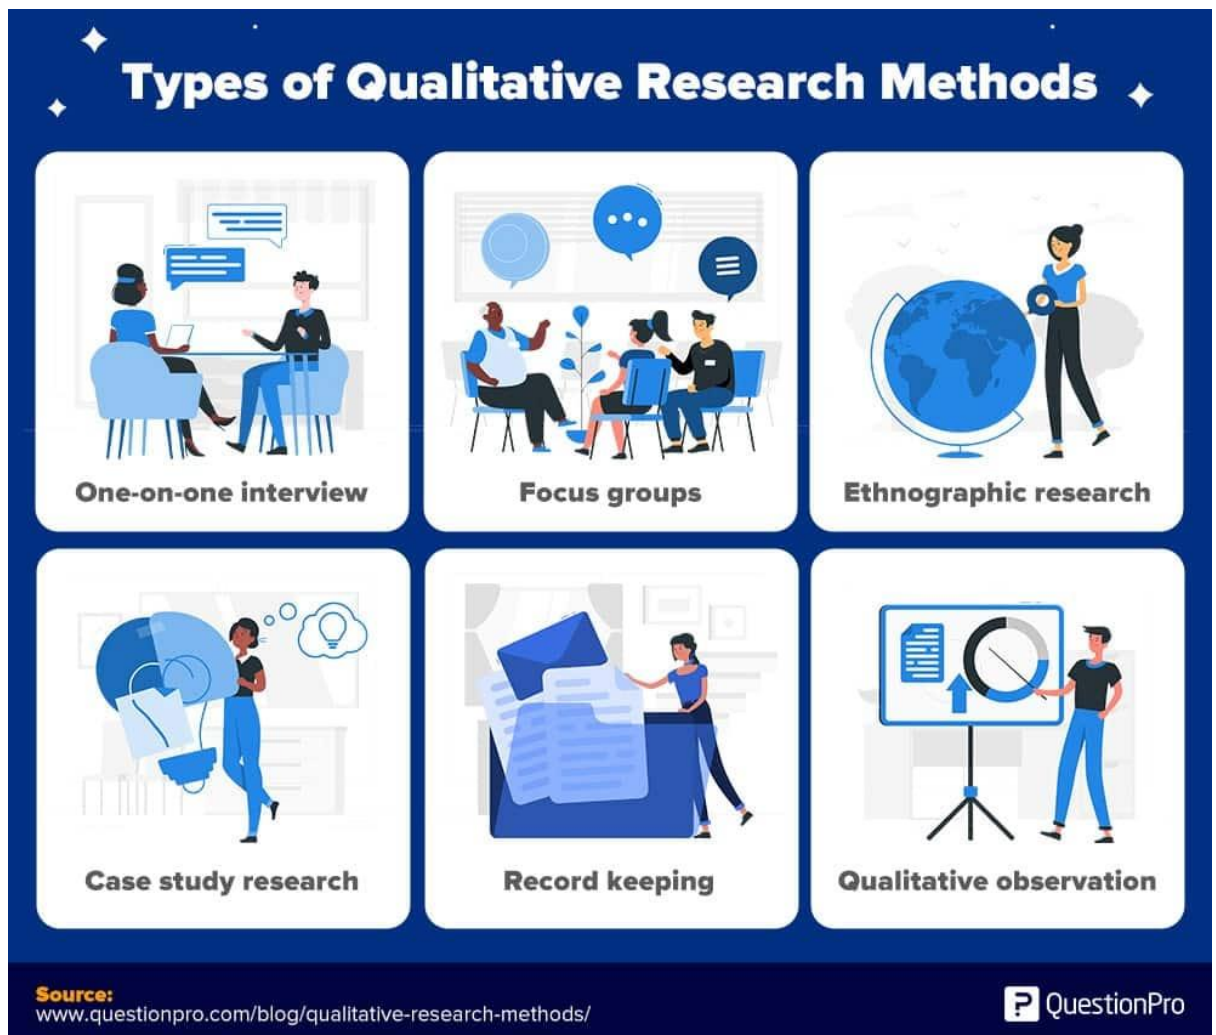 Types of Qualitative Research Methods
One-on-one interview
Focus groups
Ethnographic research
Case study research
Record keeping
Qualitative observation
Source:
www.questionpro.com/blog/qualitative-research-methods/
QuestionPro